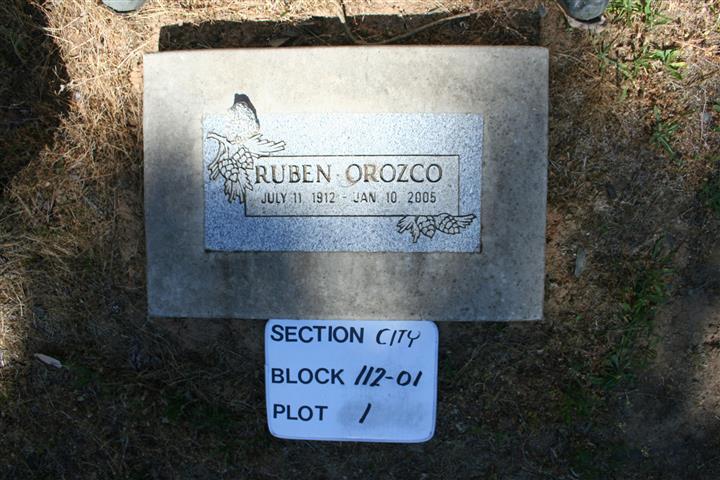 RUBEN OROZCO
JULY 11 1912 - JAN 10 2005
SECTION CITY
BLOCK 112-01
PLOT 1